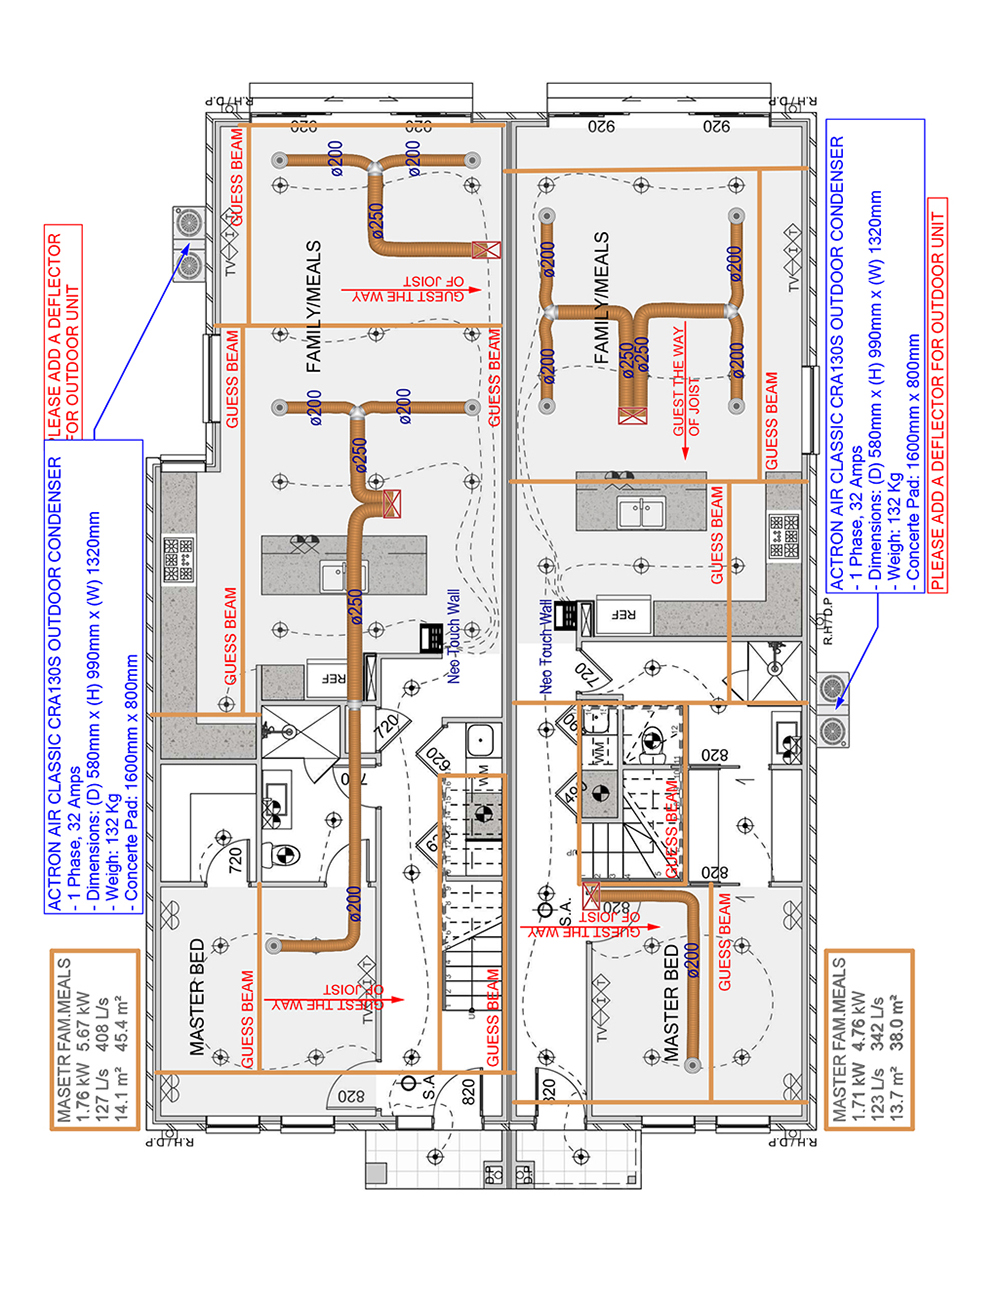 R.H/D.P
R.H/D.P
920
920
920
920
GUESS BEAM
ø200
ø200
ø250
TV
FAMILY/MEALS
GUEST THE WAY
OF JOIST
PLEASE ADD A DEFLECTOR
FOR OUTDOOR UNIT
ø200
ø200
ø200
ø200
ø250
ø250
FAMILY/MEALS
TV
GUEST THE WAY
OF JOIST
GUESS BEAM
ACTRON AIR CLASSIC CRA130S OUTDOOR CONDENSER
- 1 Phase, 32 Amps
- Dimensions: (D) 580mm x (H) 990mm x (W) 1320mm
- Weigh: 132 Kg
- Concerte Pad: 1600mm x 800mm
PLEASE ADD A DEFLECTOR FOR OUTDOOR UNIT
GUESS BEAM
GUESS BEAM
ø200
ø200
ø250
ø250
GUESS BEAM
GUESS BEAM
ACTRON AIR CLASSIC CRA130S OUTDOOR CONDENSER
- 1 Phase, 32 Amps
- Dimensions: (D) 580mm x (H) 990mm x (W) 1320mm
- Weigh: 132 Kg
- Concerte Pad: 1600mm x 800mm
Neo Touch Wall
Neo Touch Wall
REF
REF
R.H/D.P
720
720
620
WM
WM
820
820
720
GUESS BEAM
UP
ø200
MASTER BED
GUESS BEAM
GUEST THE WAY
OF JOIST
TV
GUESS BEAM
S.A.
820
GUEST THE WAY
OF JOIST
ø200
MASTER BED
TV
GUESS BEAM
820
S.A.
820
820
MASETR FAM.MEALS
1.76 kW 5.67 kW
127 L/s 408 L/s
14.1 m² 45.4 m²
MASTER FAM.MEALS
1.71 kW 4.76 kW
123 L/s 342 L/s
13.7 m² 38.0 m²
R.H/D.P
D.P
D.P
R.H/D.P